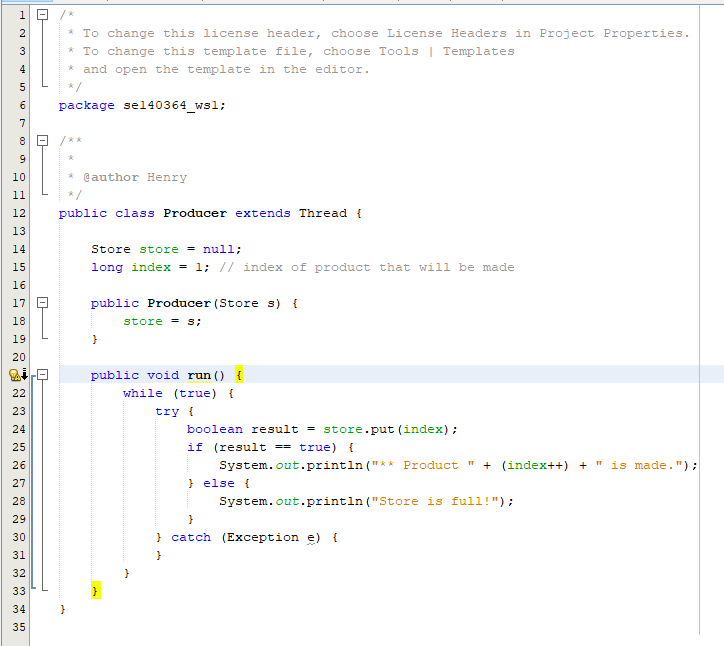 1 /*
2  * To change this license header, choose License Headers in Project Properties.
3  * To change this template file, choose Tools | Templates
4  * and open the template in the editor.
5  */
6 package se140364_ws1;
7
8 /**
9  *
10  * @author Henry
11  */
12 public class Producer extends Thread {
13
14     Store store = null;
15     long index = 1; // index of product that will be made
16
17     public Producer(Store s) {
18         store = s;
19     }
20
    public void run() {
22         while (true) {
23             try {
24                 boolean result = store.put(index);
25                 if (result == true) {
26                     System.out.println("** Product " + (index++) + " is made.");
27                 } else {
28                     System.out.println("Store is full!");
29                 }
30             } catch (Exception e) {
31             }
32         }
33     }
34 }
35